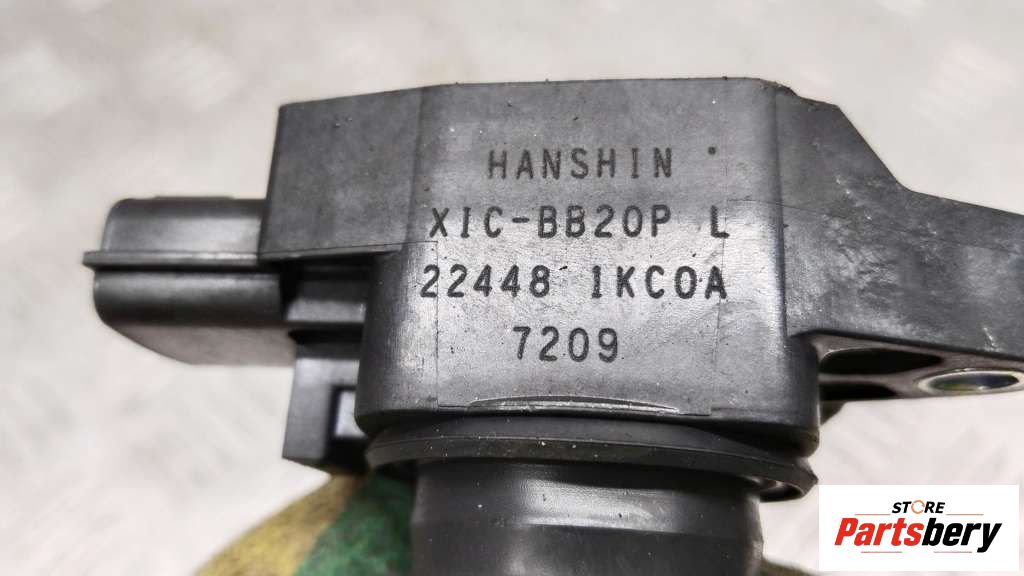 HANSHIN
XIC-BB20P L
22448 1KC0A
7209
STORE
Partsbery